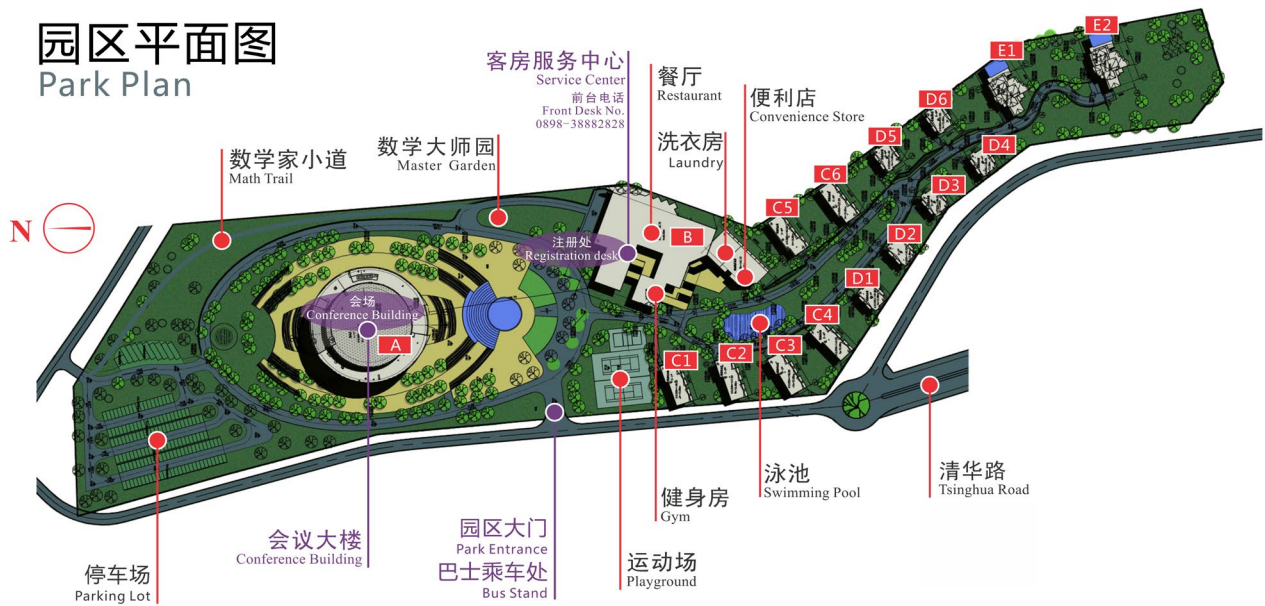 园区平面图
Park Plan
N
数学家小道
Math Trail
数学大师园
Master Garden
客房服务中心
Service Center
前台电话
Front Desk No.
0898-38882828
餐厅
Restaurant
便利店
Convenience Store
洗衣房
Laundry
注册处
Registration desk
会场
Conference Building
A
B
C1
C2
C3
C4
C5
C6
D1
D2
D3
D4
D5
D6
E1
E2
停车场
Parking Lot
会议大楼
Conference Building
园区大门
Park Entrance
巴士乘车处
Bus Stand
运动场
Playground
健身房
Gym
泳池
Swimming Pool
清华路
Tsinghua Road